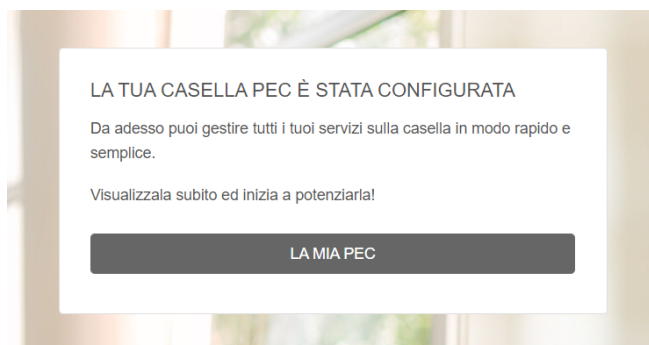 LA TUA CASELLA PEC È STATA CONFIGURATA
Da adesso puoi gestire tutti i tuoi servizi sulla casella in modo rapido e
semplice.
Visualizzala subito ed inizia a potenziarla!
LA MIA PEC